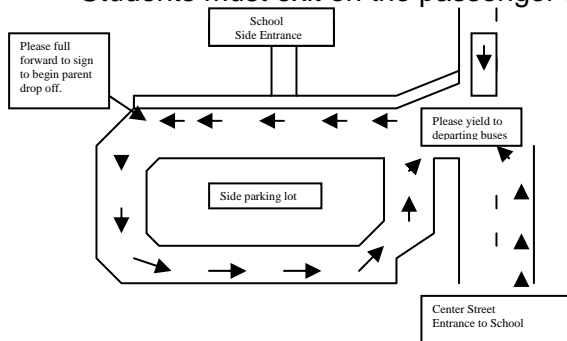 Students must exit on the passenger
School
Side Entrance
Please full
forward to sign
to begin parent
drop off.
Please yield to
departing buses
Side parking lot
Center Street
Entrance to School